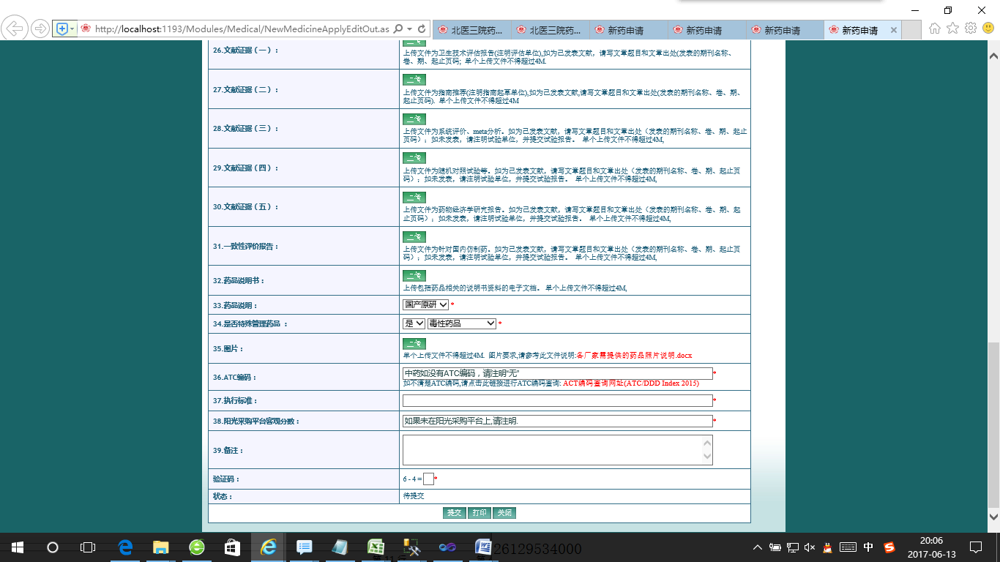 http://localhost:1193/Modules/Medical/NewMedicineApplyEditOut.as
北医三院药...
北医三院药...
新药申请
新药申请
新药申请
新药申请
26.文献证据（一）：
上传文件为卫生技术评估报告(注明评估单位),如为已发表文献，请写文章题目和文章出处(发表的期刊名称、
卷、期、起止页码; 单个上传文件不得超过4M.
27.文献证据（二）：
上传
上传文件为指南推荐(注明指南起草单位),如为已发表文献,请写文章题目和文章出处(发表的期刊名称、卷、期、
起止页码). 单个上传文件不得超过4M
28.文献证据（三）：
上传
上传文件为系统评价、meta分析。如为已发表文献，请写文章题目和文章出处（发表的期刊名称、卷、期、起止
页码）；如未发表，请注明试验单位，并提交试验报告。 单个上传文件不得超过4M,
29.文献证据（四）：
上传
上传文件为随机对照试验等。如为已发表文献，请写文章题目和文章出处（发表的期刊名称、卷、期、起止页
码）；如未发表，请注明试验单位，并提交试验报告。 单个上传文件不得超过4M,
30.文献证据（五）：
上传
上传文件为药物经济学研究报告。如为已发表文献，请写文章题目和文章出处（发表的期刊名称、卷、期、起
止页码）；如未发表，请注明试验单位，并提交试验报告。 单个上传文件不得超过4M,
31.一致性评价报告：
上传
上传文件为针对国内仿制药。如为已发表文献，请写文章题目和文章出处（发表的期刊名称、卷、期、起止页
码）；如未发表，请注明试验单位，并提交试验报告。 单个上传文件不得超过4M,
32.药品说明书：
上传
上传包括药品相关的说明书资料的电子文档。 单个上传文件不得超过4M,
33.药品说明：
国产原研 *
34.是否特殊管理药品 ：
是 毒性药品 *
35.图片：
上传
单个上传文件不得超过4M. 图片要求,请参考此文件说明:各厂家需提供的药品照片说明.docx
36.ATC编码：
中药如没有ATC编码，请注明"无" *
如不清楚ATC编码,请点击此链接进行ATC编码查询: ACT编码查询网址(ATC/DDD Index 2015)
37.执行标准：
*
38.阳光采购平台客观分数：
如果未在阳光采购平台上,请注明. *
39.备注：
验证码：
6 - 4 = *
状态：
待提交
提交 打印 关闭
26129534000
中
20:06
2017-06-13